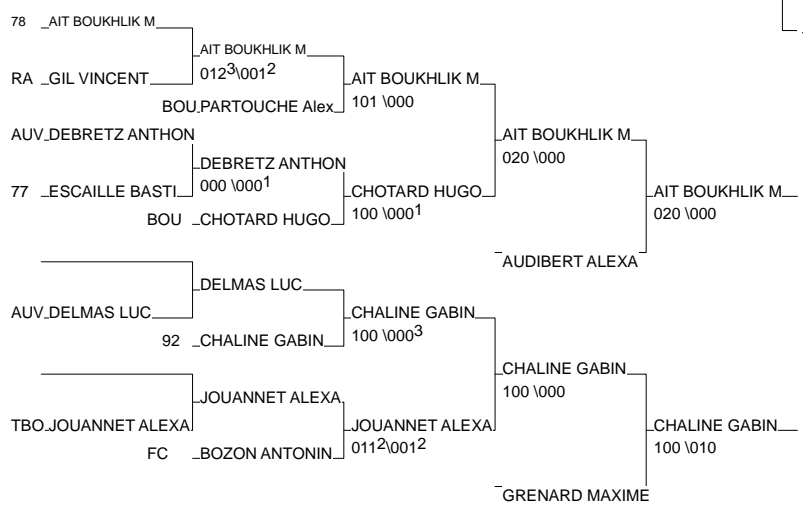 78 AIT BOUKHLIK M
AIT BOUKHLIK M
012³\001²
RA GIL VINCENT
AIT BOUKHLIK M
101 \000
BOU PARTOUCHE Alex
AUV DEBRETZ ANTHON
AIT BOUKHLIK M
020 \000
DEBRETZ ANTHON
000 \000¹
77 ESCAILLE BASTI
CHOTARD HUGO
100 \000¹
AIT BOUKHLIK M
020 \000
BOU CHOTARD HUGO
AUDIBERT ALEXA
DELMAS LUC
AUV DELMAS LUC
CHALINE GABIN
100 \000³
92 CHALINE GABIN
CHALINE GABIN
100 \000
JOUANNET ALEXA
TBO JOUANNET ALEXA
JOUANNET ALEXA
011²\001²
CHALINE GABIN
100 \010
FC BOZON ANTONIN
GRENARD MAXIME